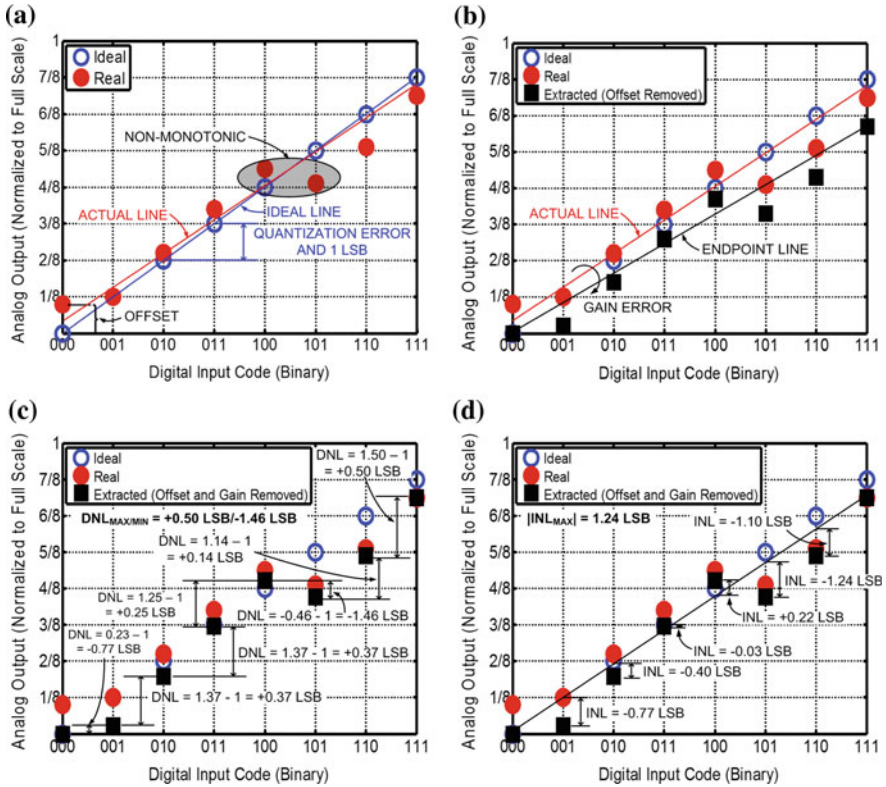 (a)
1
Ideal
Real
7/8
6/8
5/8
4/8
3/8
2/8
1/8
0
Analog Output (Normalized to Full Scale)
NON-MONOTONIC
ACTUAL LINE
IDEAL LINE
QUANTIZATION ERROR
AND 1 LSB
OFFSET
000 001 010 011 100 101 110 111
Digital Input Code (Binary)
(b)
1
Ideal
Real
Extracted (Offset Removed)
7/8
6/8
5/8
4/8
3/8
2/8
1/8
0
Analog Output (Normalized to Full Scale)
ACTUAL LINE
ENDPOINT LINE
GAIN ERROR
000 001 010 011 100 101 110 111
Digital Input Code (Binary)
(c)
1
Ideal
Real
Extracted (Offset and Gain Removed)
7/8
6/8
5/8
4/8
3/8
2/8
1/8
0
Analog Output (Normalized to Full Scale)
DNL = 1.50 – 1
= +0.50 LSB
DNLMAX/MIN = +0.50 LSB/-1.46 LSB
DNL = 1.14 – 1
= +0.14 LSB
DNL = 1.25 – 1
= +0.25 LSB
DNL = -0.46 - 1= -1.46 LSB
DNL = 0.23 – 1
= -0.77 LSB
DNL = 1.37 - 1 = +0.37 LSB
DNL = 1.37 - 1 = +0.37 LSB
000 001 010 011 100 101 110 111
Digital Input Code (Binary)
(d)
1
Ideal
Real
Extracted (Offset and Gain Removed)
7/8
6/8
5/8
4/8
3/8
2/8
1/8
0
Analog Output (Normalized to Full Scale)
|INLMAX| = 1.24 LSB
INL =
-1.10 LSB
INL = -1.24 LSB
INL = +0.22 LSB
INL = -0.03 LSB
INL = -0.40 LSB
INL = -0.77 LSB
000 001 010 011 100 101 110 111
Digital Input Code (Binary)